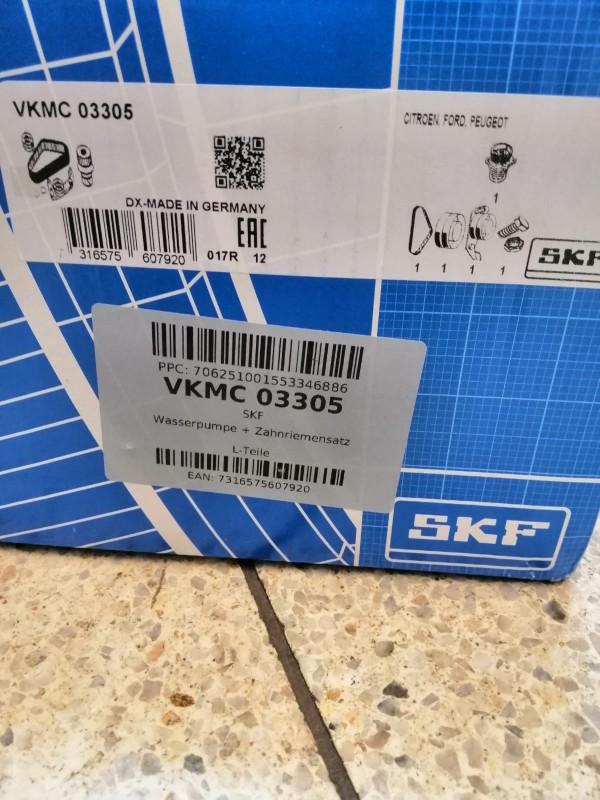 VKMC 03305
CITROEN, FORD, PEUGEOT
1
DX-MADE IN GERMANY
7 316575 607920
017R
EAC
12
1 1 1 1
SKF
PPC: 706251001553346886
VKMC 03305
SKF
Wasserpumpe + Zahnriemensatz
L-Teile
EAN: 7316575607920
SKF